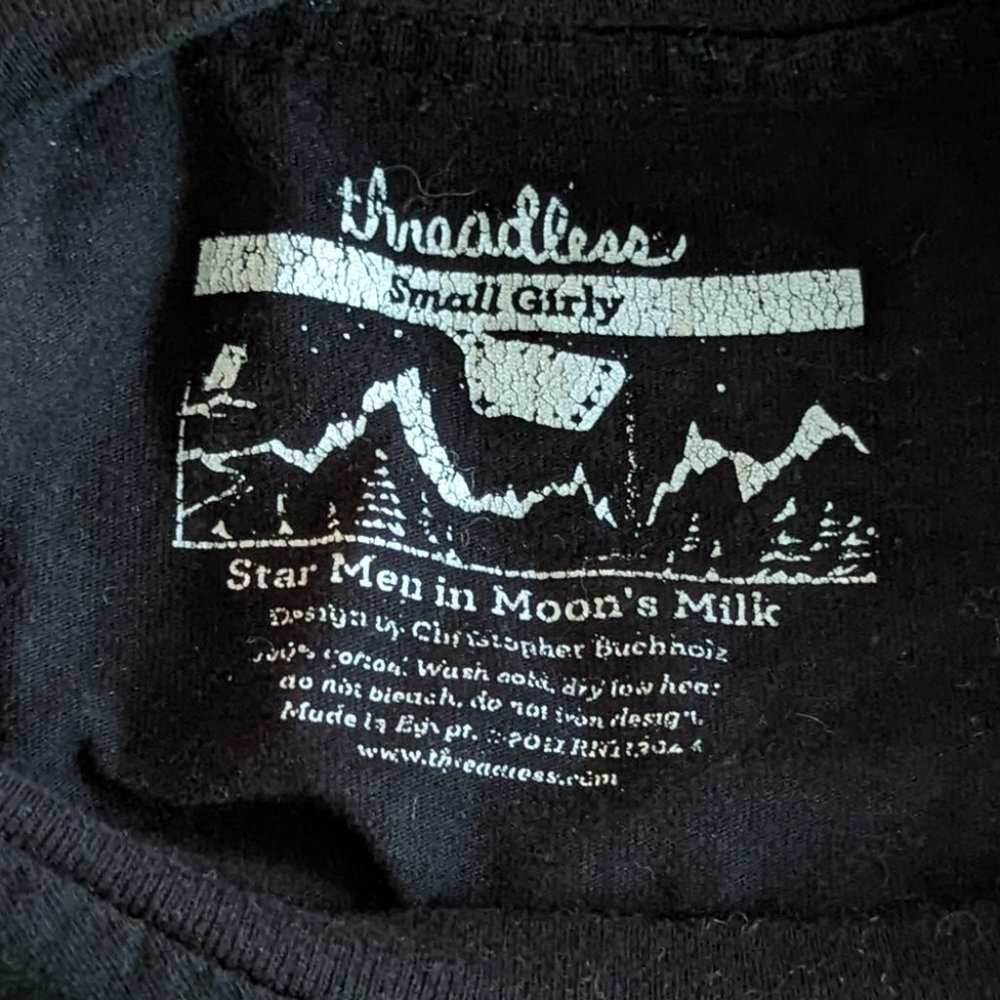 threadless
Small Girly
Star Men in Moon's Milk
Design by Christopher Buchholz
100% cotton. Wash cold, dry low heat
do not bleach, do not iron design.
Made in Egypt. ©2011
www.threadless.com